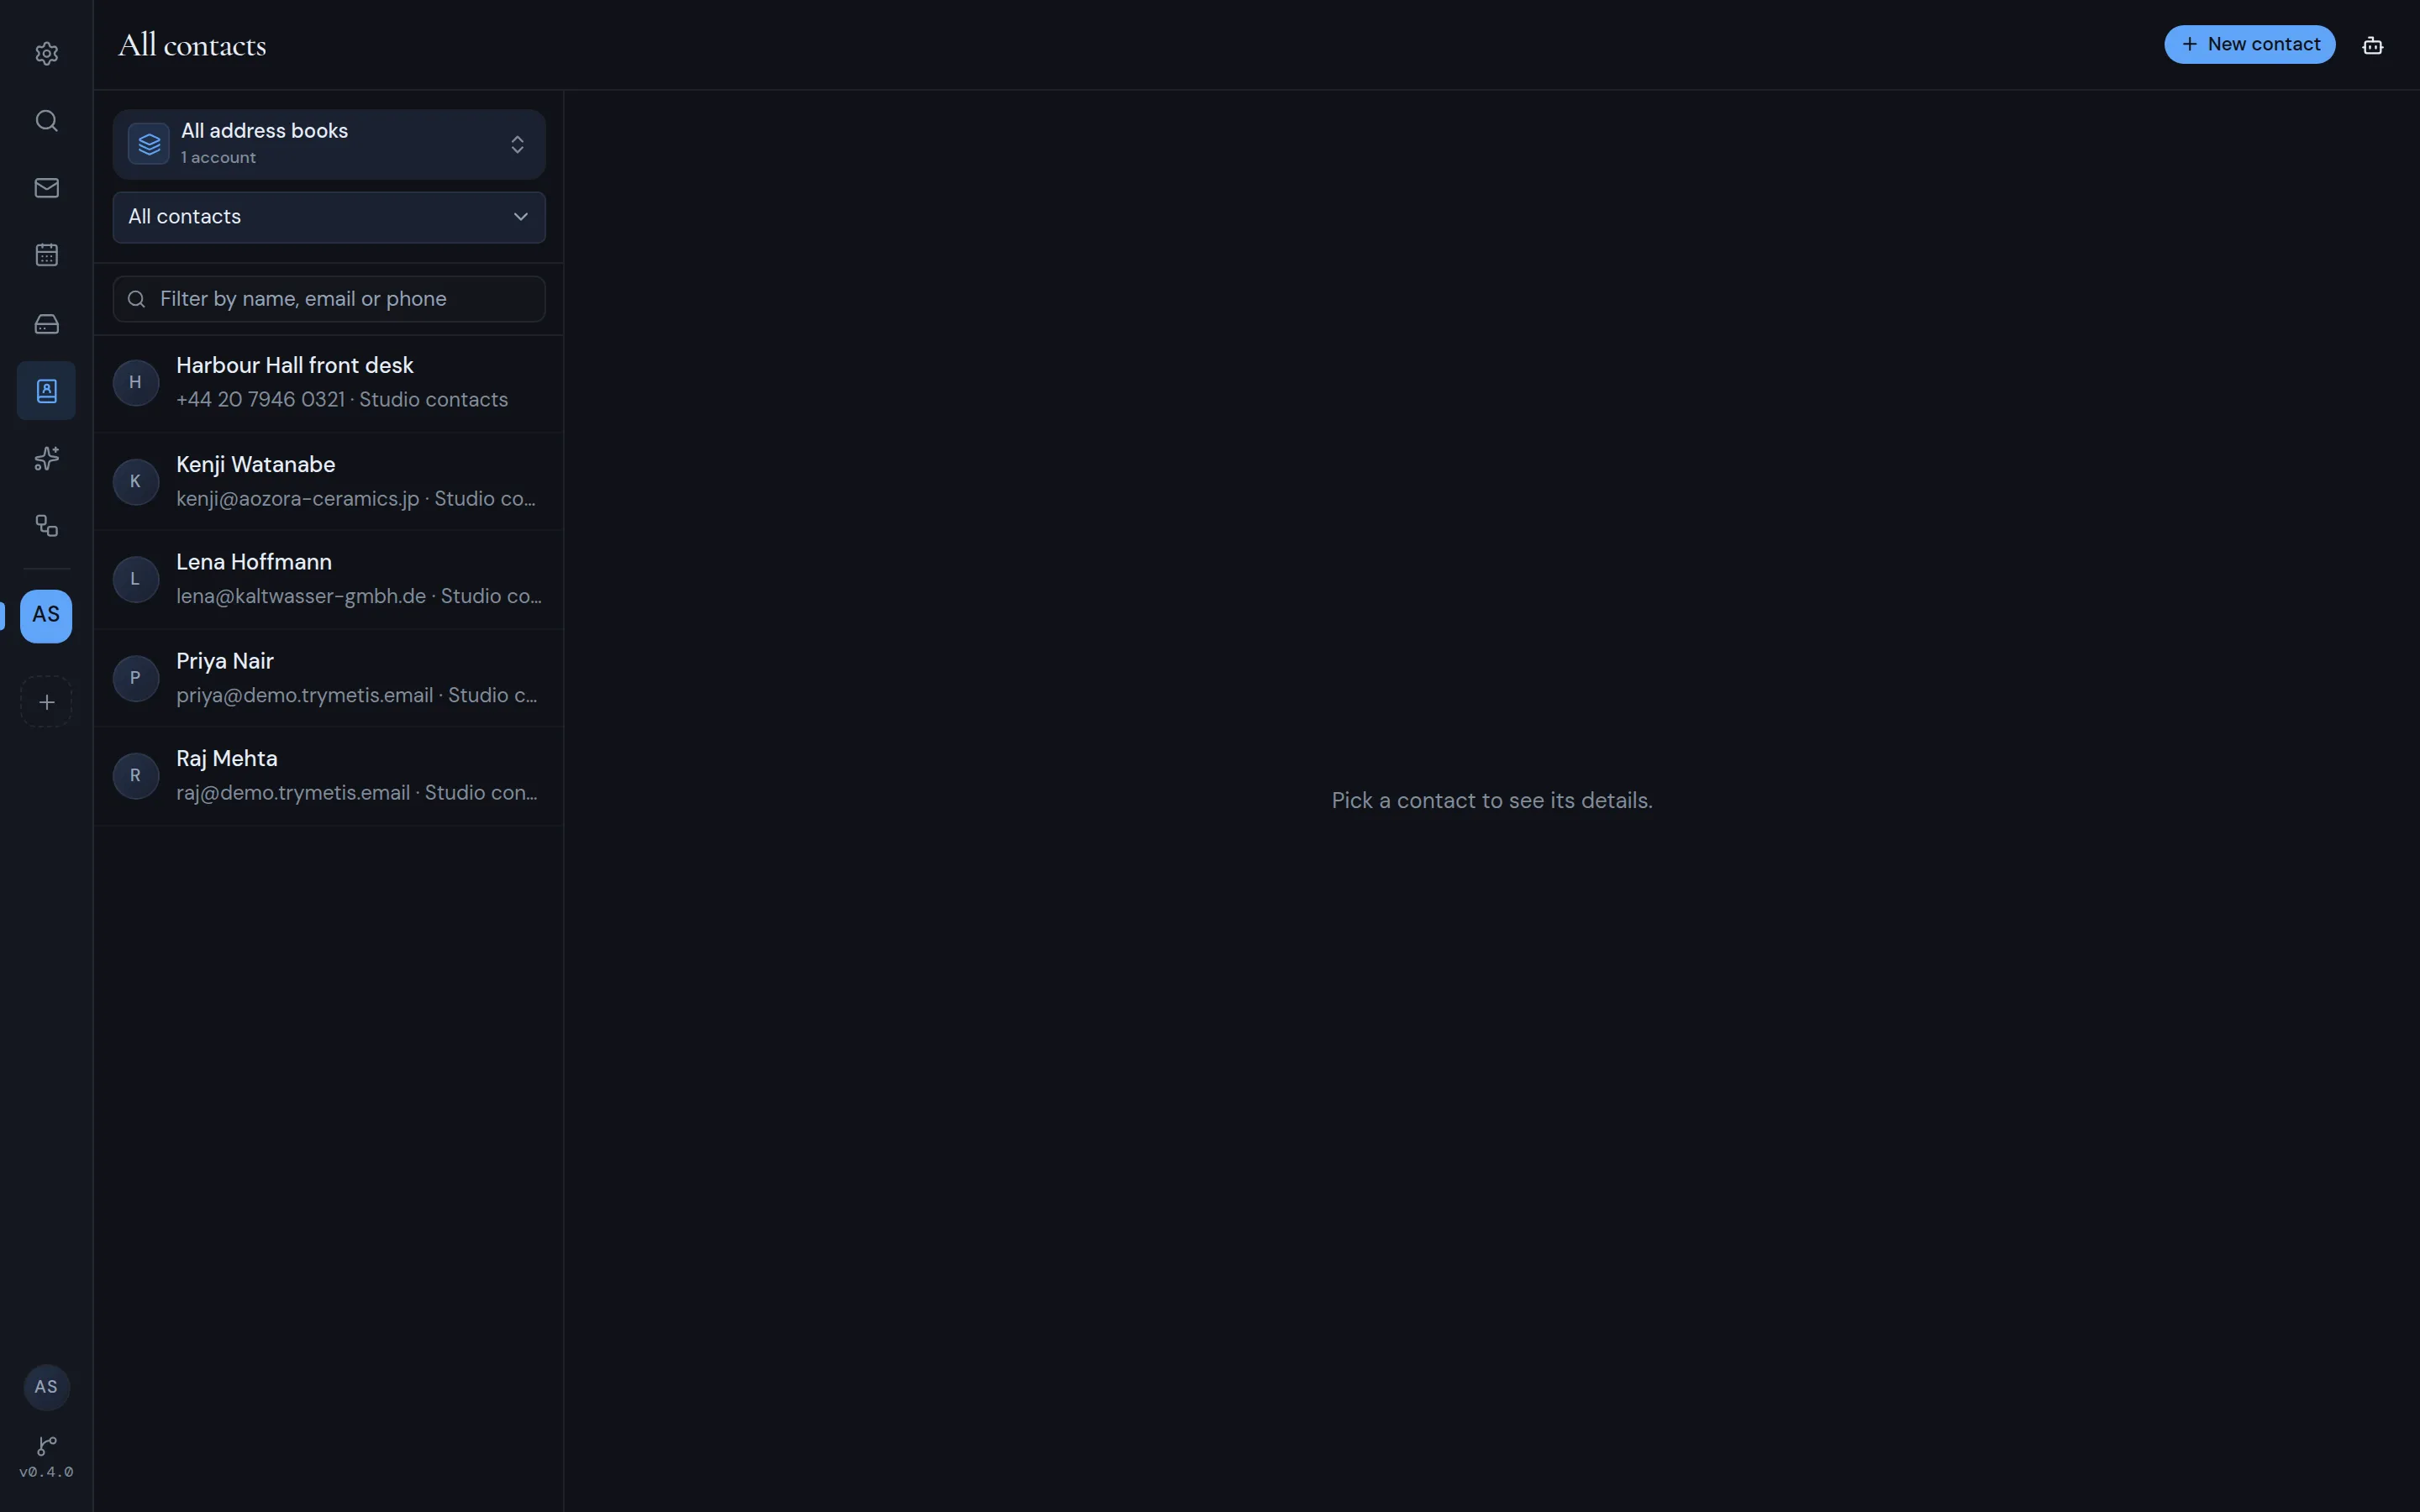 All contacts
+ New contact
All address books
1 account
All contacts
Filter by name, email or phone
H
Harbour Hall front desk
+44 20 7946 0321 · Studio contacts
K
Kenji Watanabe
kenji@aozora-ceramics.jp · Studio co...
L
Lena Hoffmann
lena@kaltwasser-gmbh.de · Studio co...
P
Priya Nair
priya@demo.trymetis.email · Studio c...
R
Raj Mehta
raj@demo.trymetis.email · Studio con...
Pick a contact to see its details.
AS
AS
v0.4.0